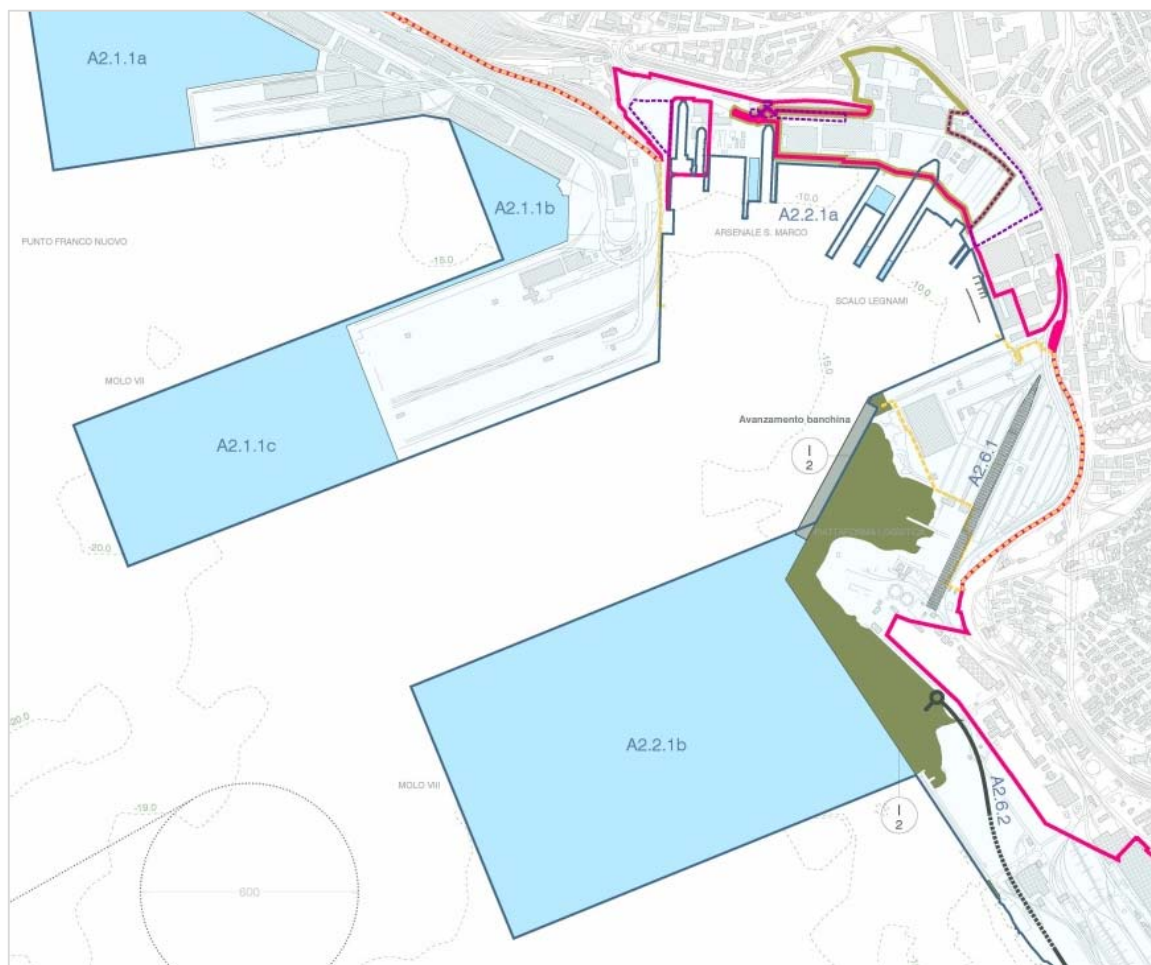 A2.1.1a
A2.1.1b
-10.0
A2.2.1a
ARSENALE S. MARCO
PUNTO FRANCO NUOVO
-15.0
-10.0
SCALO LEGNAMI
-15.0
MOLO VII
Avanzamento banchina
A2.1.1c
I
2
A2.6.1
PIATTAFORMA LOGISTICA
-20.0
-20.0
A2.2.1b
MOLO VIII
A2.6.2
-19.0
I
2
600